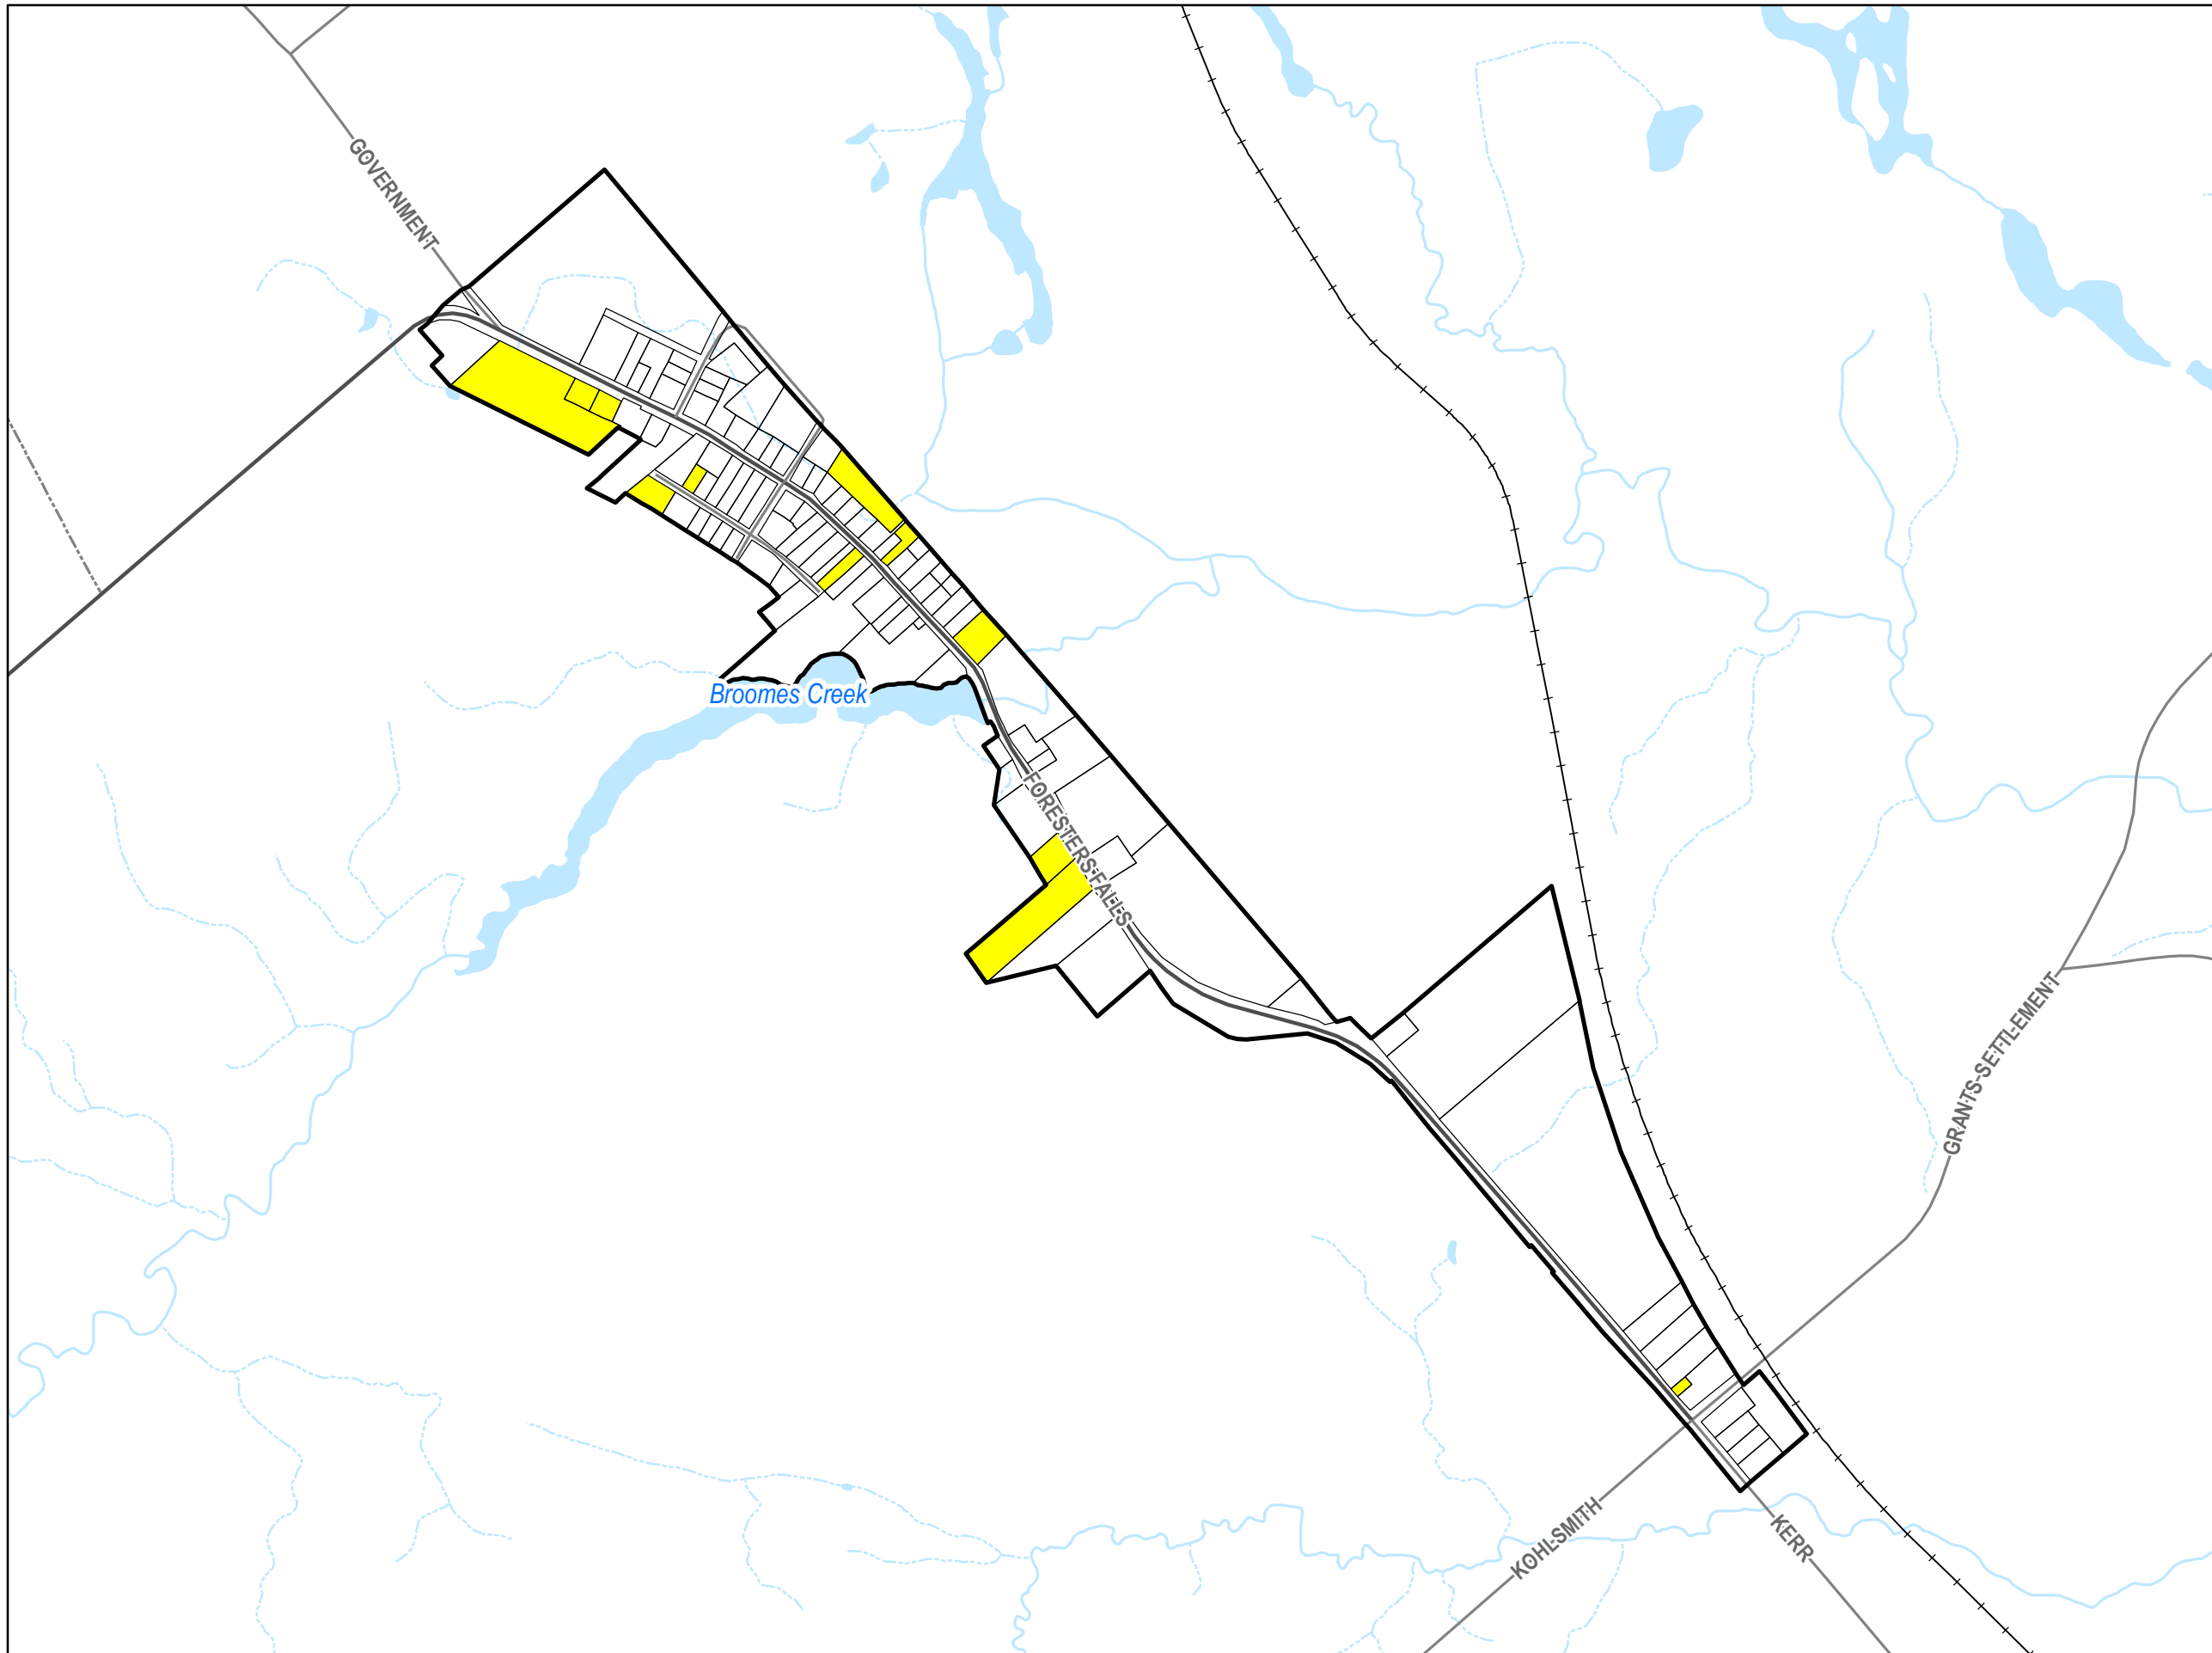 GOVERNMENT
Broomes Creek
FORESTERS FALLS
GRANTS SETTLEMENT
KOHLSMITH
KERR